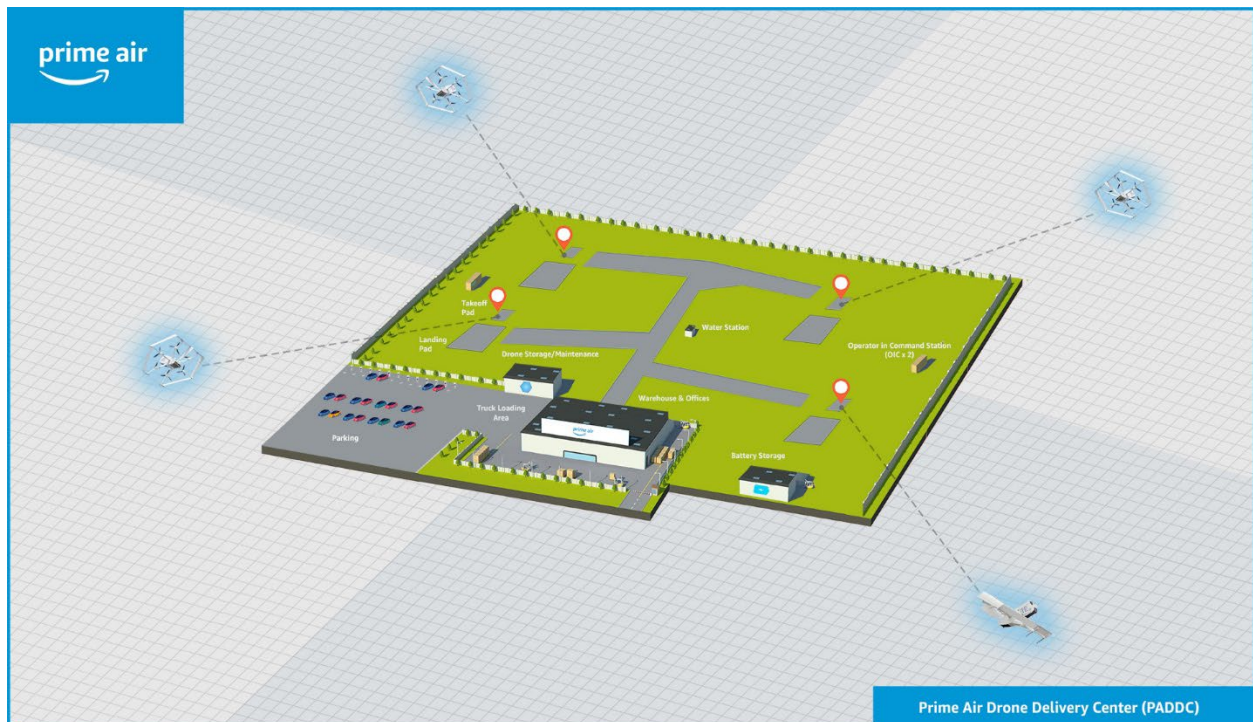 prime air
Takeoff
Pad
Landing
Pad
Water Station
Drone Storage/Maintenance
Operator in Command Station
(OIC x 2)
Warehouse & Offices
Truck Loading
Area
prime air
Parking
Battery Storage
Prime Air Drone Delivery Center (PADDC)